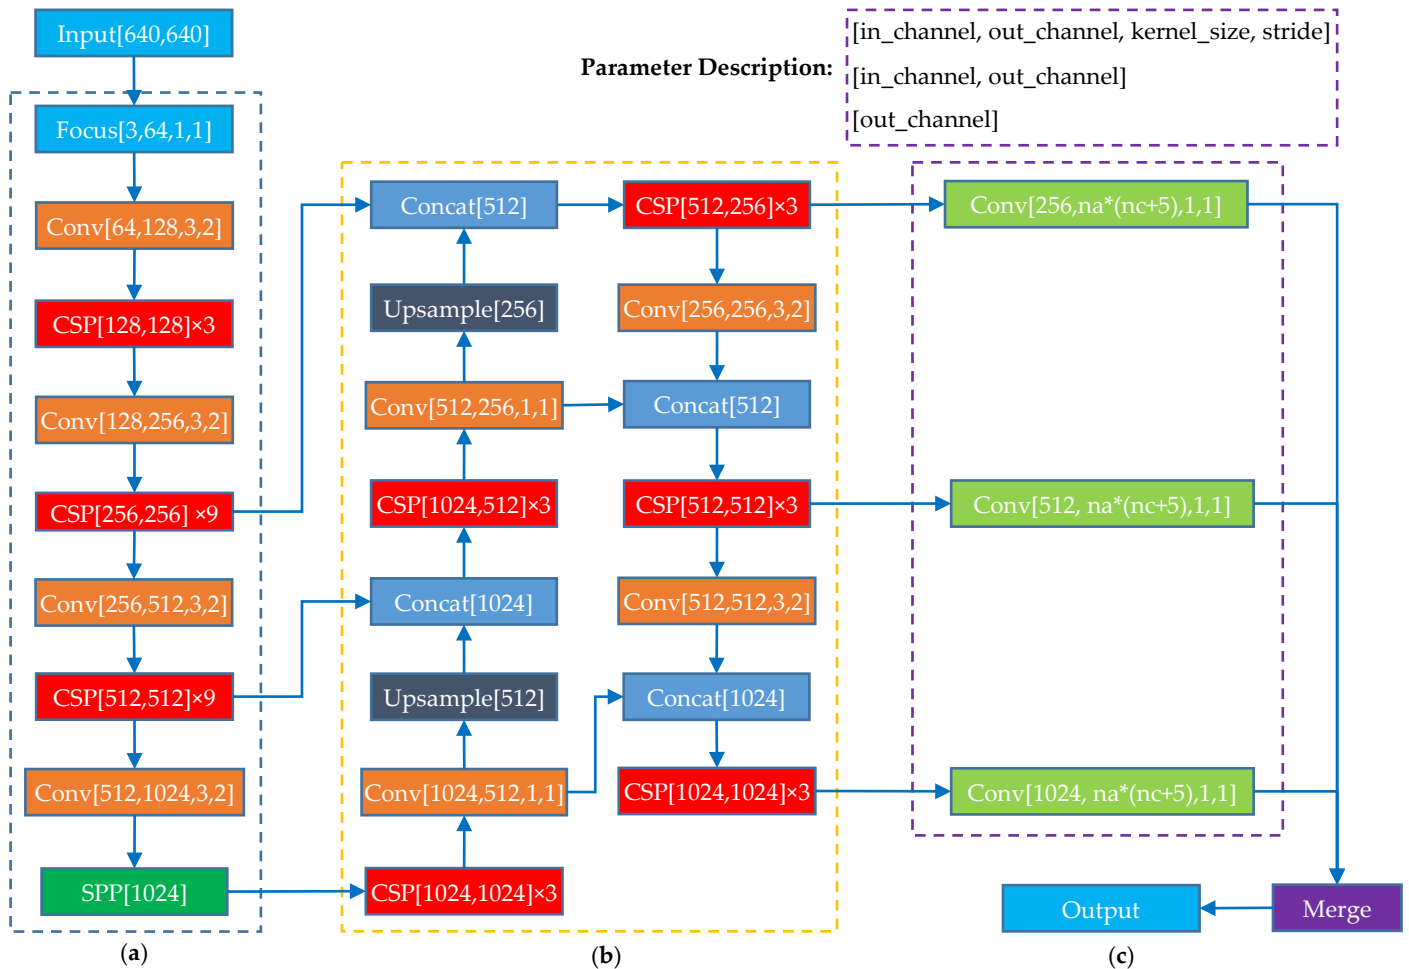 Input[640,640]
[in_channel, out_channel, kernel_size, stride]
Parameter Description:
[in_channel, out_channel]
[out_channel]
Focus[3,64,1,1]
Conv[64,128,3,2]
CSP[128,128]×3
Conv[128,256,3,2]
CSP[256,256] ×9
Conv[256,512,3,2]
CSP[512,512]×9
Conv[512,1024,3,2]
SPP[1024]
(a)
Concat[512]
Upsample[256]
Conv[512,256,1,1]
CSP[1024,512]×3
Concat[1024]
Upsample[512]
Conv[1024,512,1,1]
CSP[1024,1024]×3
CSP[512,256]×3
Conv[256,256,3,2]
Concat[512]
CSP[512,512]×3
Conv[512,512,3,2]
Concat[1024]
CSP[1024,1024]×3
(b)
Conv[256,na*(nc+5),1,1]
Conv[512, na*(nc+5),1,1]
Conv[1024, na*(nc+5),1,1]
Output
Merge
(c)